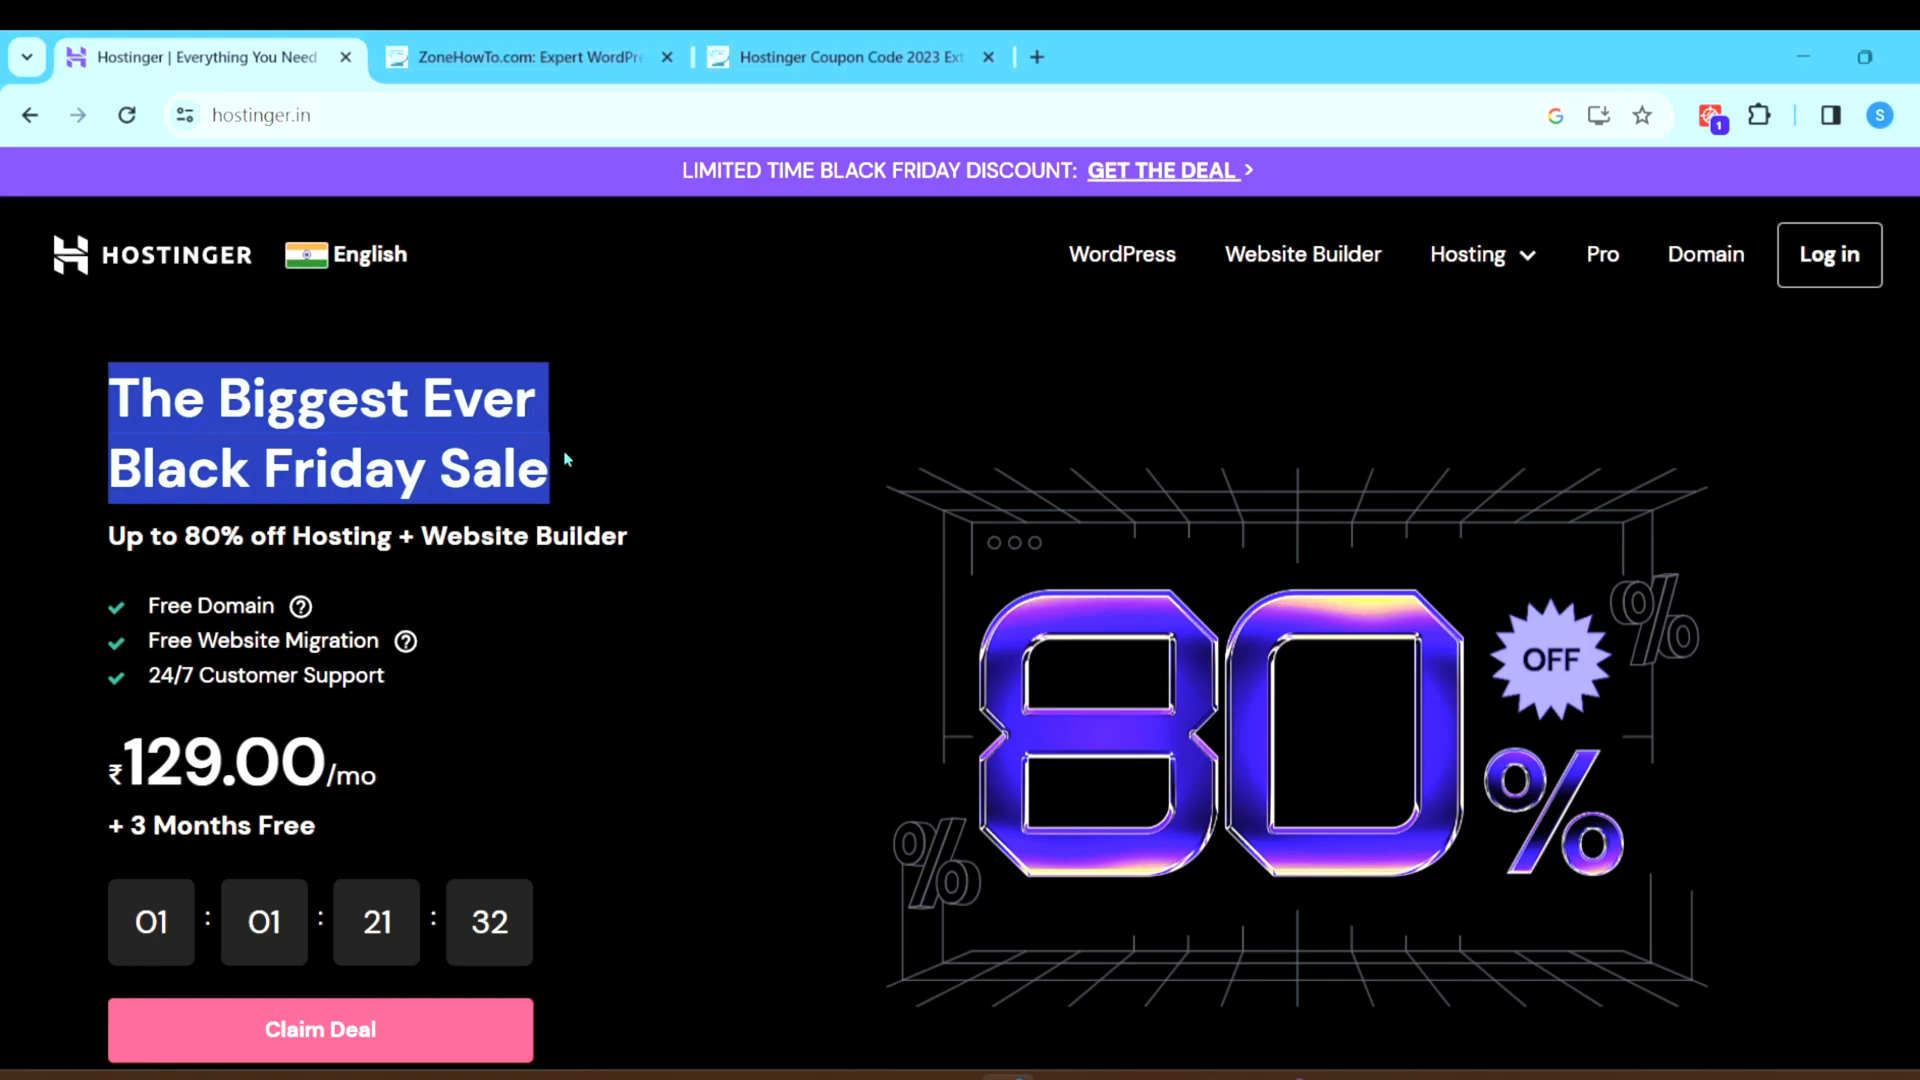 Hostinger | Everything You Need
ZoneHowTo.com: Expert WordPr
Hostinger Coupon Code 2023 Ext
hostinger.in
1
S
LIMITED TIME BLACK FRIDAY DISCOUNT: GET THE DEAL >
HOSTINGER
English
WordPress
Website Builder
Hosting
Pro
Domain
Log in
The Biggest Ever
Black Friday Sale
Up to 80% off Hosting + Website Builder
Free Domain ?
Free Website Migration ?
24/7 Customer Support
₹129.00/mo
+ 3 Months Free
01 : 01 : 21 : 32
Claim Deal
80%
OFF
%
%